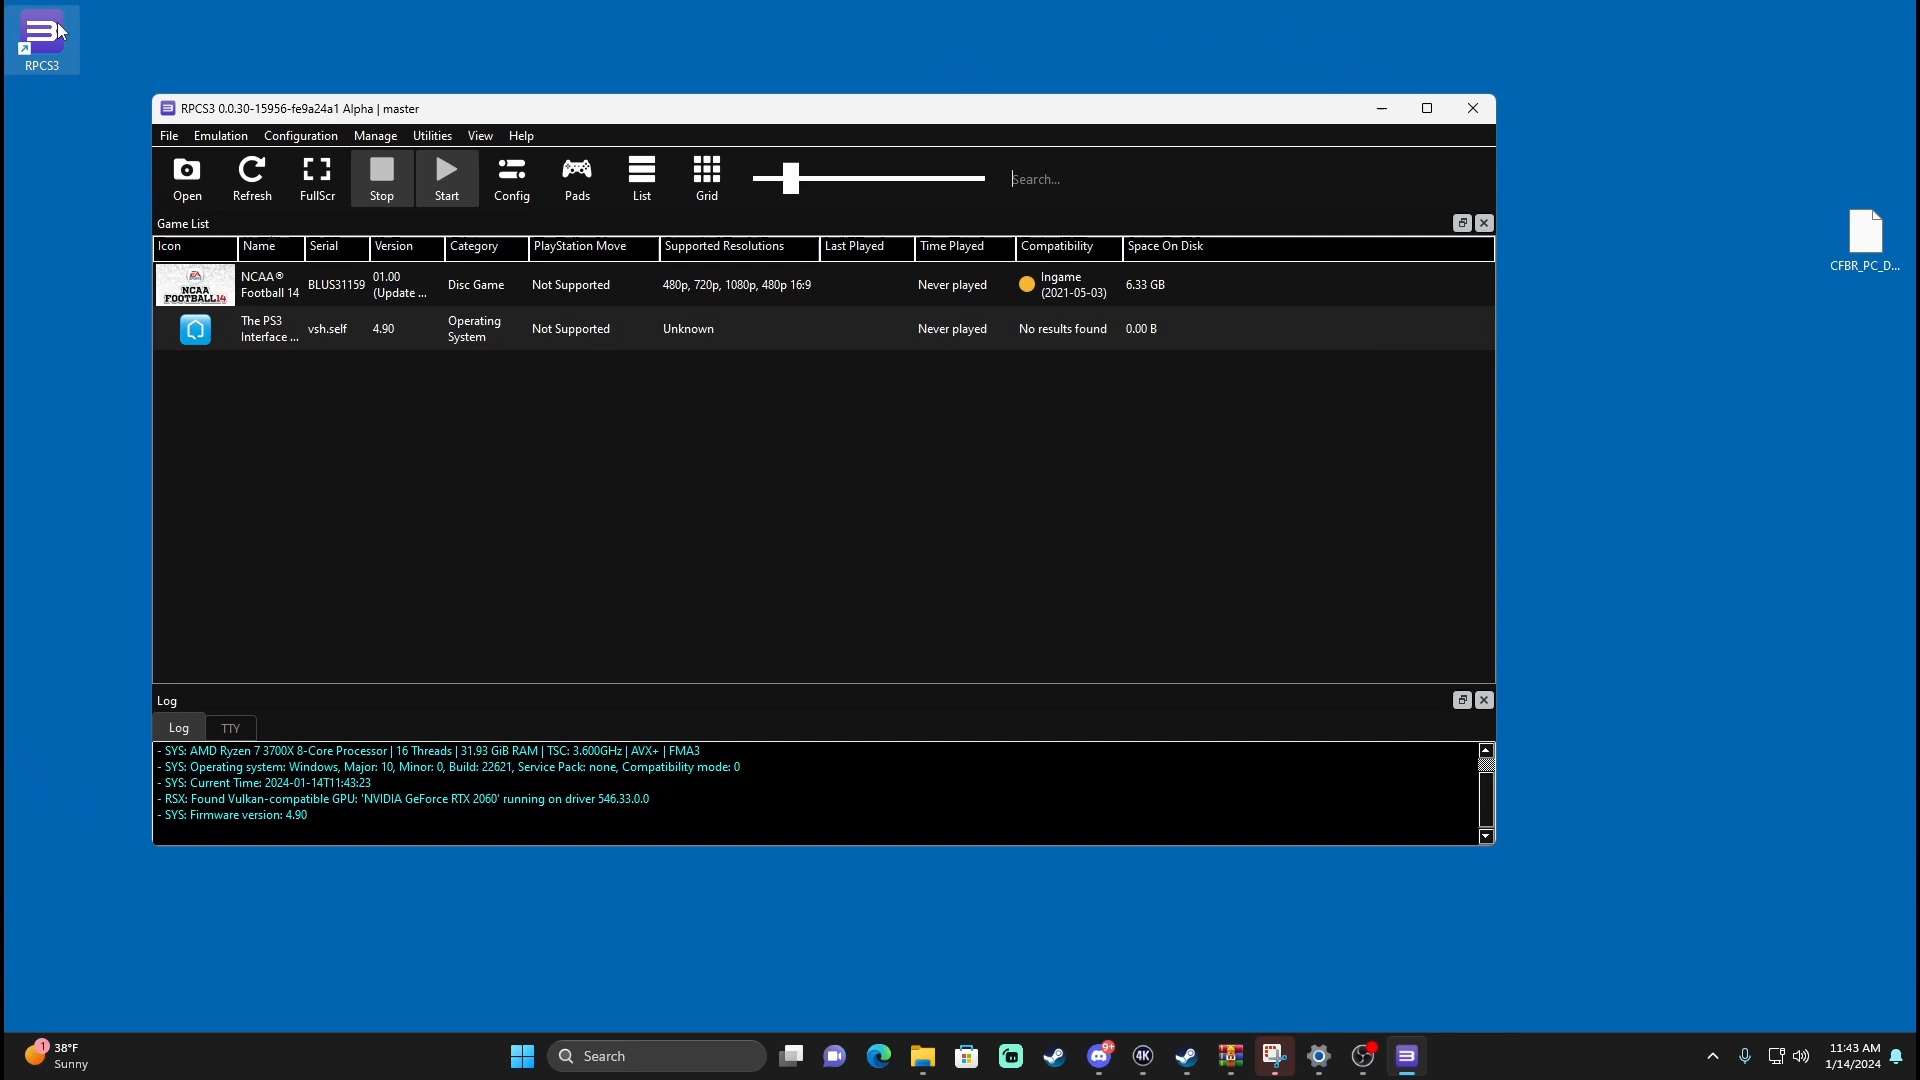 RPCS3
RPCS3 0.0.30-15956-fe9a24a1 Alpha | master
File Emulation Configuration Manage Utilities View Help
Open Refresh FullScr Stop Start Config Pads List Grid Search...
Game List
Icon Name Serial Version Category PlayStation Move Supported Resolutions Last Played Time Played Compatibility Space On Disk
EA SPORTS
NCAA FOOTBALL 14
NCAA® Football 14 BLUS31159 01.00 (Update ... Disc Game Not Supported 480p, 720p, 1080p, 480p 16:9 Never played Ingame (2021-05-03) 6.33 GB
The PS3 Interface ... vsh.self 4.90 Operating System Not Supported Unknown Never played No results found 0.00 B
CFBR_PC_D...
Log
Log TTY
- SYS: AMD Ryzen 7 3700X 8-Core Processor | 16 Threads | 31.93 GiB RAM | TSC: 3.600GHz | AVX+ | FMA3
- SYS: Operating system: Windows, Major: 10, Minor: 0, Build: 22621, Service Pack: none, Compatibility mode: 0
- SYS: Current Time: 2024-01-14T11:43:23
- RSX: Found Vulkan-compatible GPU: 'NVIDIA GeForce RTX 2060' running on driver 546.33.0.0
- SYS: Firmware version: 4.90
1 38°F
Sunny
Search
9+
4K
11:43 AM
1/14/2024